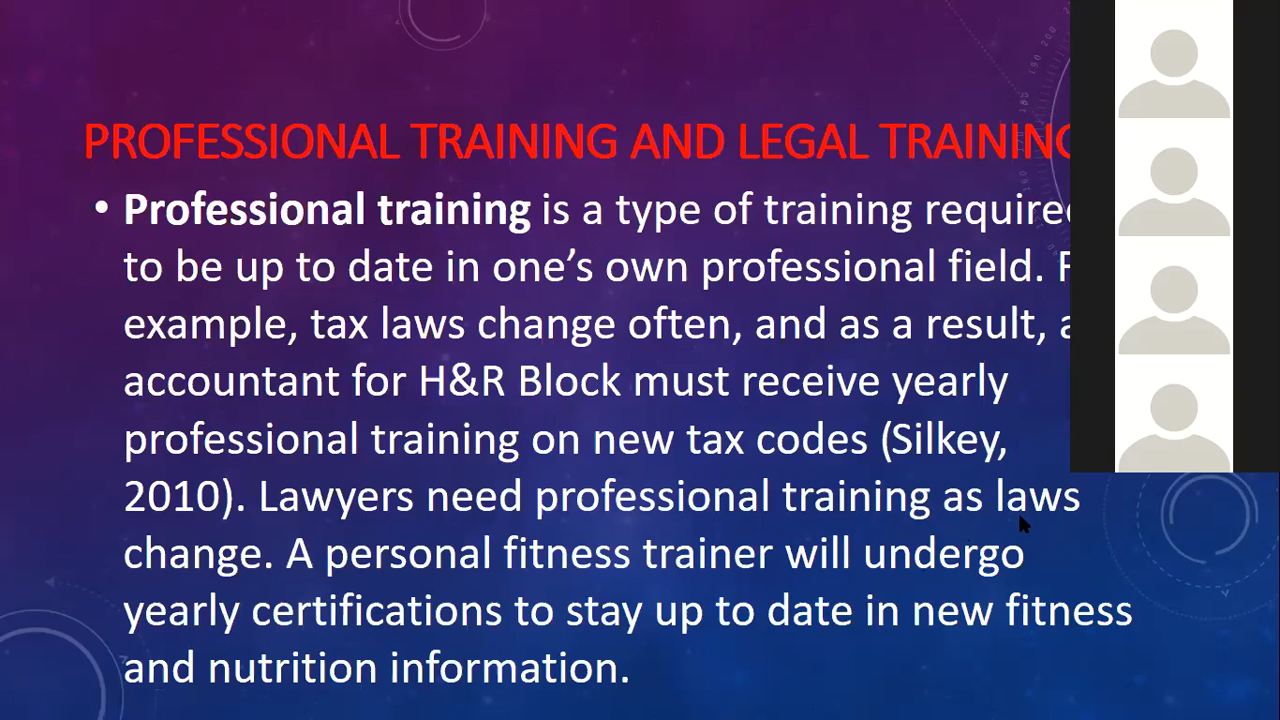 PROFESSIONAL TRAINING AND LEGAL TRAINING
• Professional training is a type of training required
to be up to date in one's own professional field.
example, tax laws change often, and as a result,
accountant for H&R Block must receive yearly
professional training on new tax codes (Silkey,
2010). Lawyers need professional training as laws
change. A personal fitness trainer will undergo
yearly certifications to stay up to date in new fitness
and nutrition information.